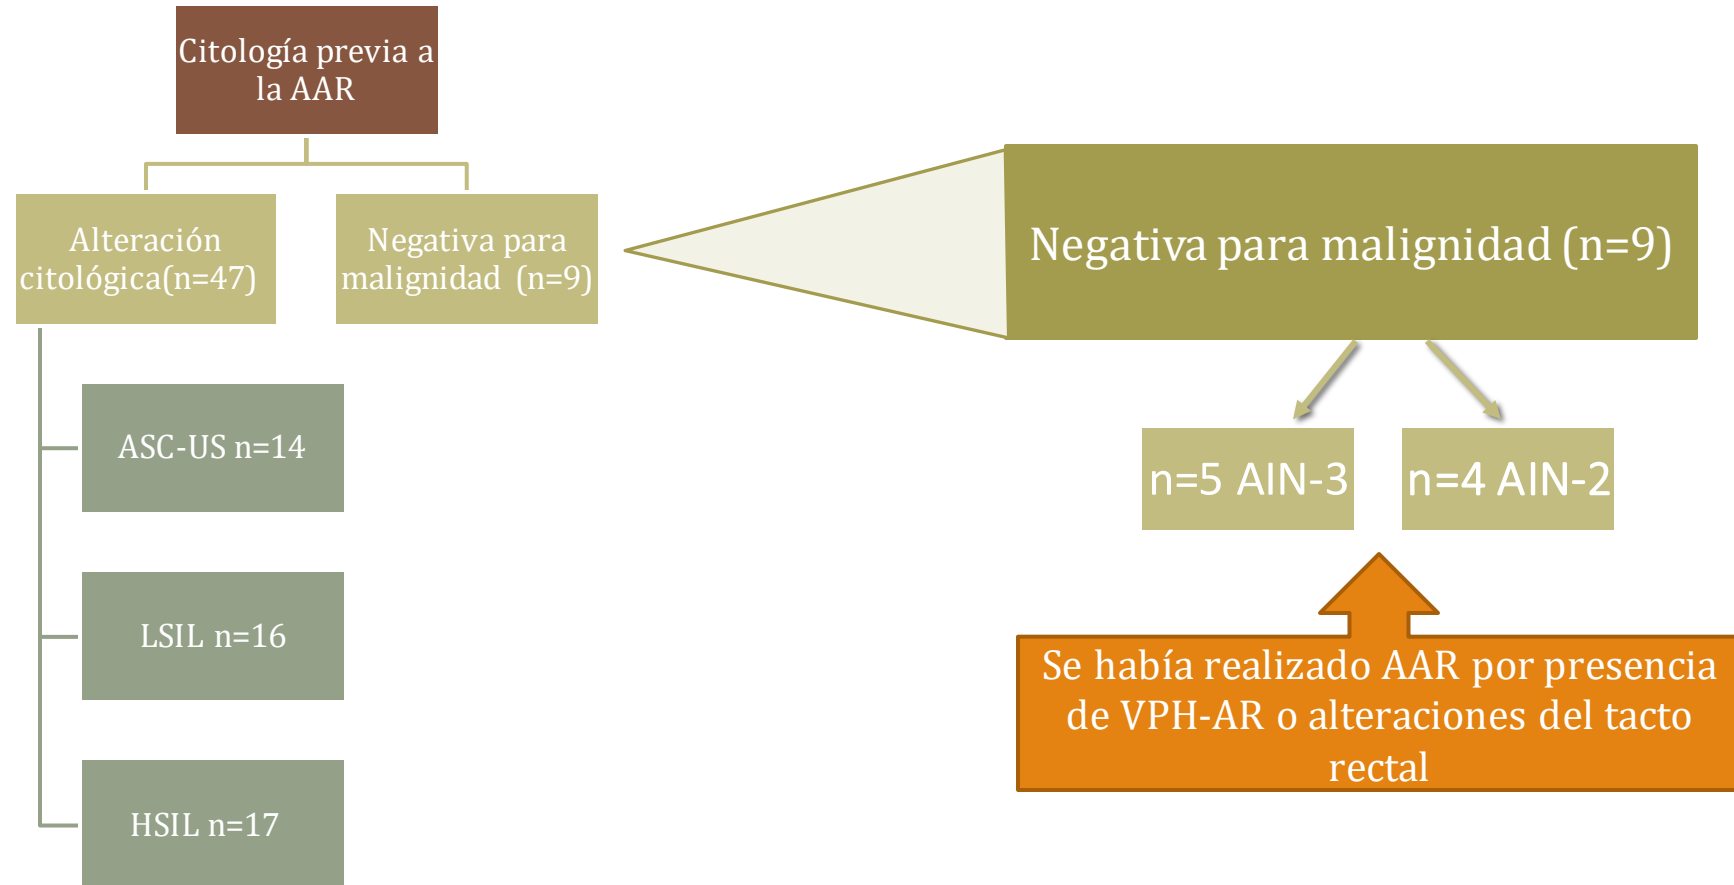 Citología previa a
la AAR
Alteración
citológica(n=47)
Negativa para
malignidad (n=9)
ASC-US n=14
LSIL n=16
HSIL n=17
Negativa para malignidad (n=9)
n=5 AIN-3
n=4 AIN-2
Se había realizado AAR por presencia
de VPH-AR o alteraciones del tacto
rectal